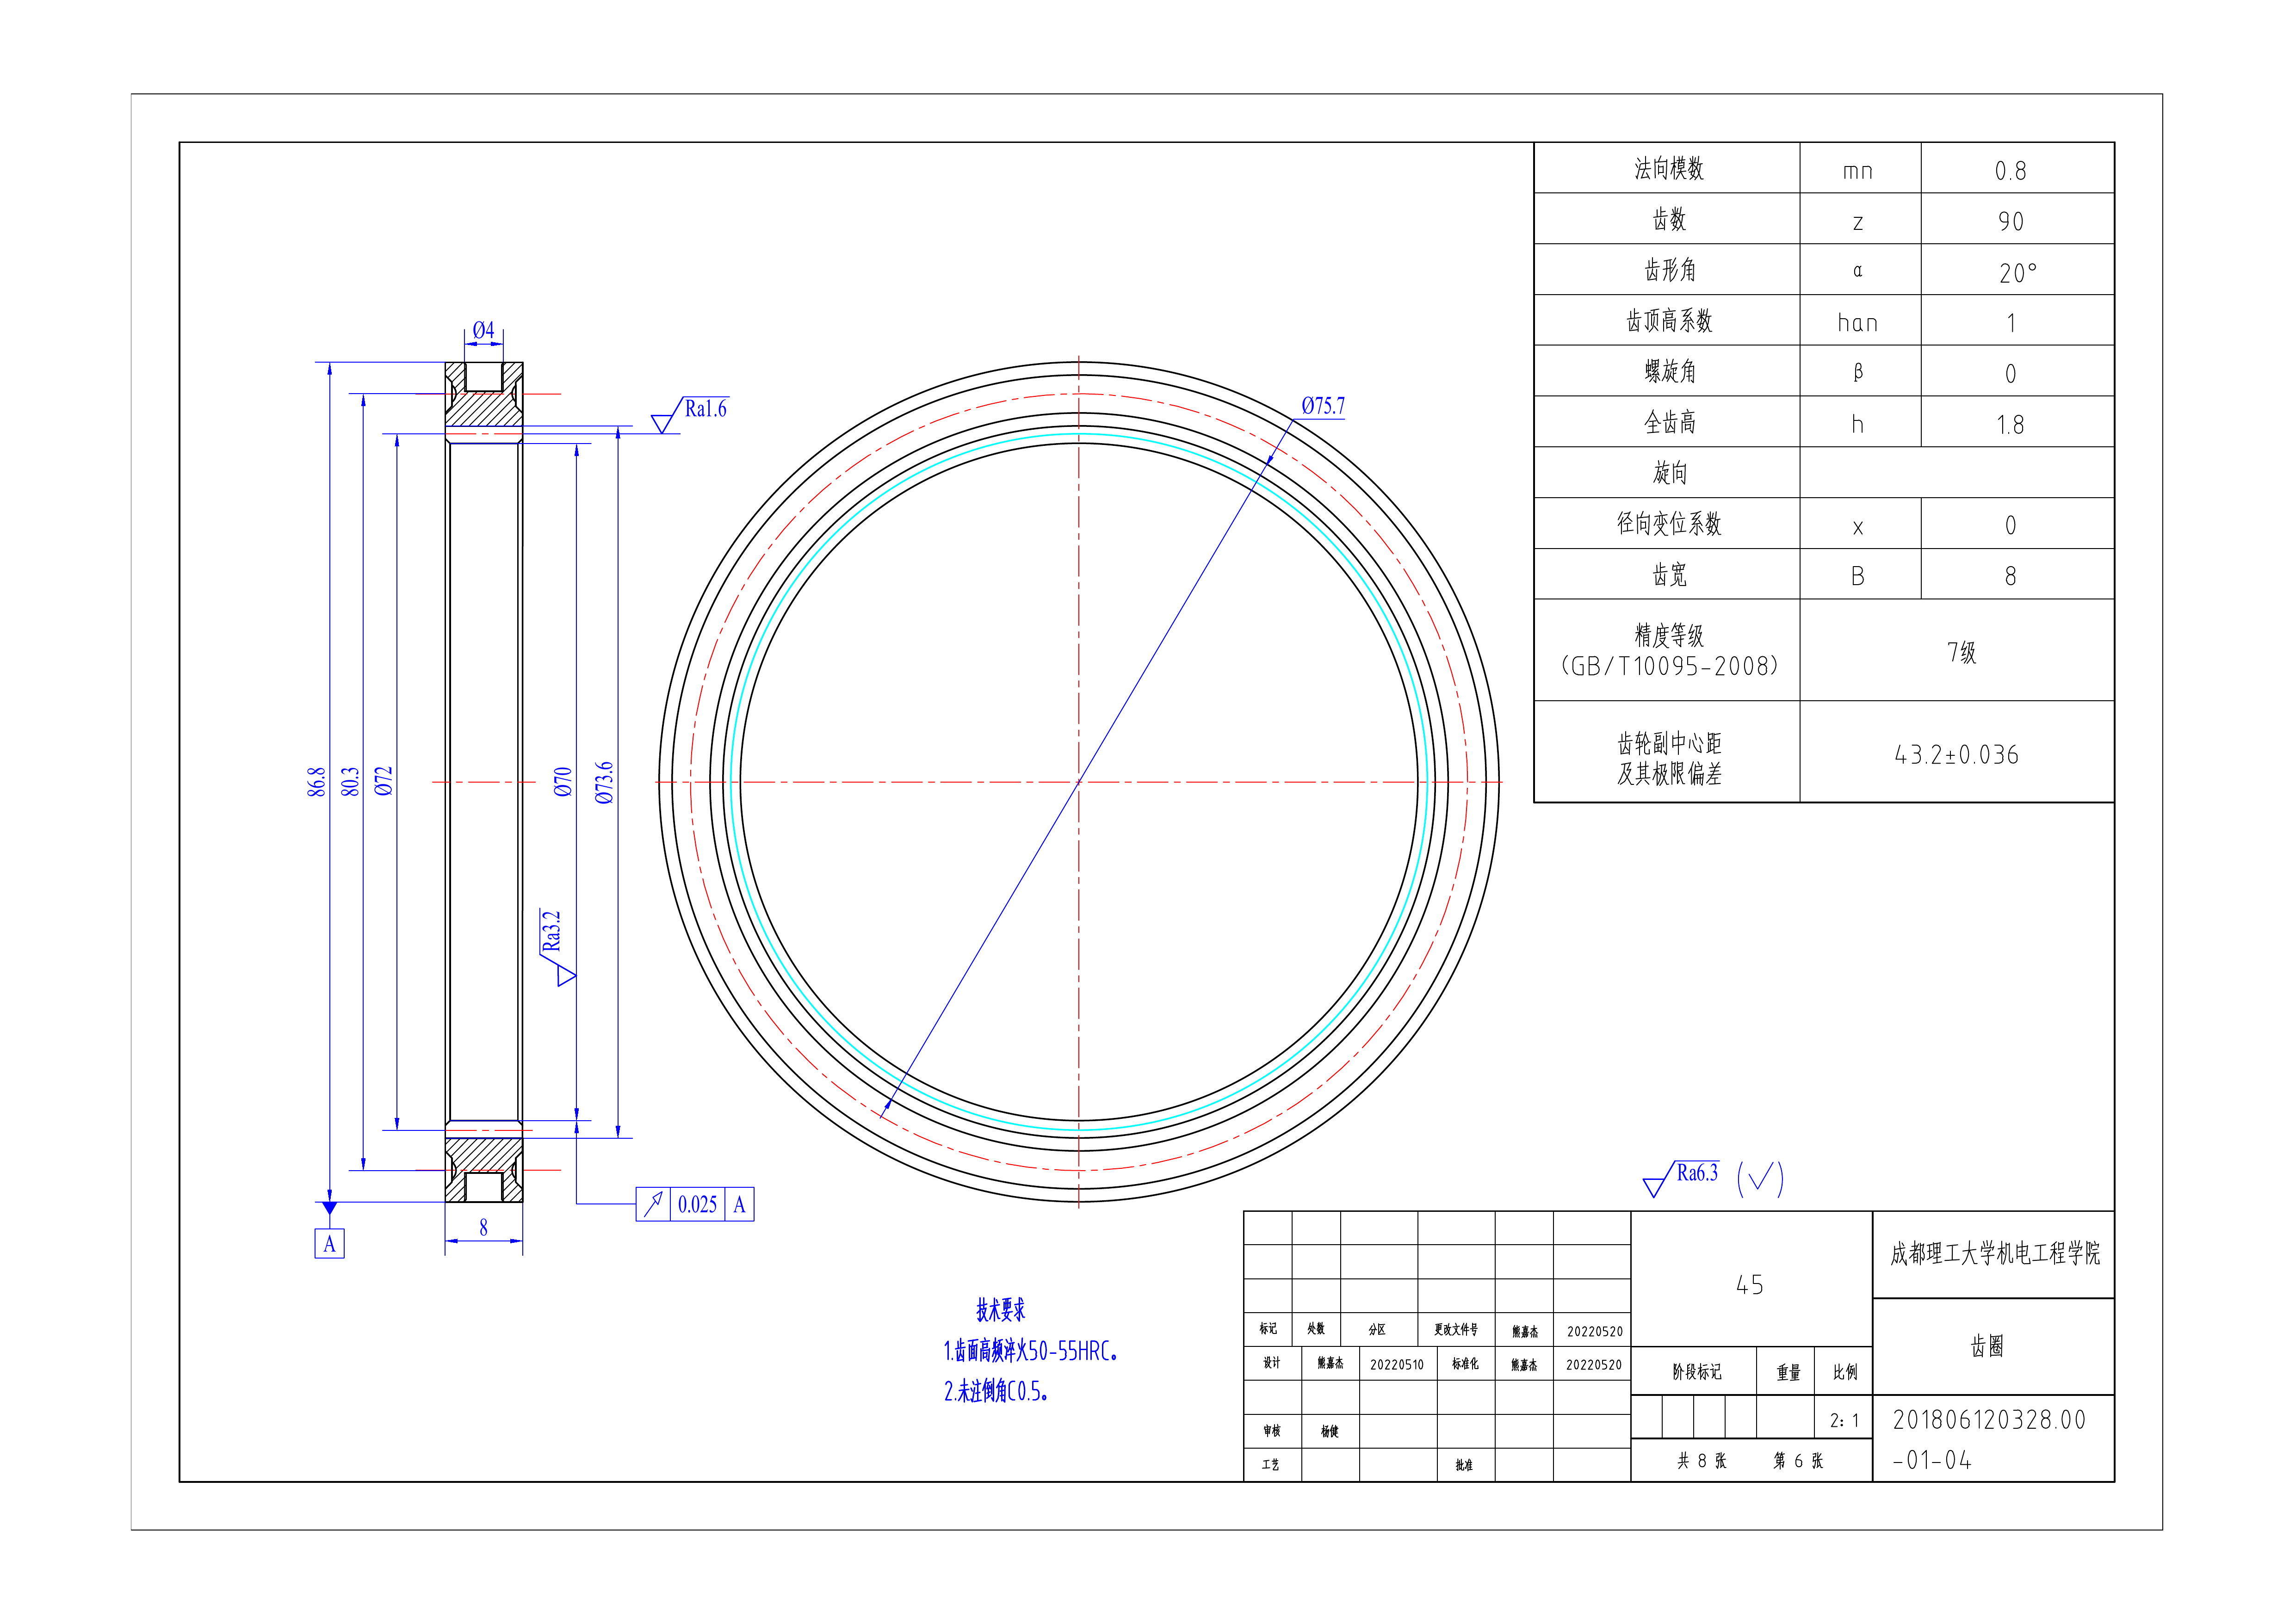 法向模数 mn 0.8
齿数 z 90
齿形角 α 20°
齿顶高系数 han 1
螺旋角 β 0
全齿高 h 1.8
旋向
径向变位系数 x 0
齿宽 B 8
精度等级
(GB/T10095-2008)
7级
齿轮副中心距
及其极限偏差
43.2±0.036
Ø4
Ra1.6
Ø75.7
86.8
80.3
Ø72
Ø70
Ø73.6
Ra3.2
0.025 A
8
A
Ra6.3 (√)
技术要求
1.齿面高频淬火50-55HRC。
2.未注倒角C0.5。
标记 处数 分区 更改文件号 熊嘉杰 20220520
设计 熊嘉杰 20220510 标准化 熊嘉杰 20220520
审核 杨健
工艺 批准
45
阶段标记 重量 比例
2: 1
共 8 张 第 6 张
成都理工大学机电工程学院
齿圈
201806120328.00
-01-04